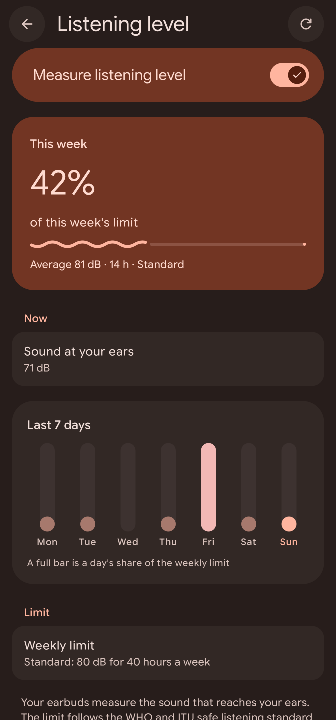 Listening level
Measure listening level
This week
42%
of this week's limit
Average 81 dB · 14 h · Standard
Now
Sound at your ears
71 dB
Last 7 days
Mon Tue Wed Thu Fri Sat Sun
A full bar is a day's share of the weekly limit
Limit
Weekly limit
Standard: 80 dB for 40 hours a week
Your earbuds measure the sound that reaches your ears.
The limit follows the WHO and ITU safe listening standard